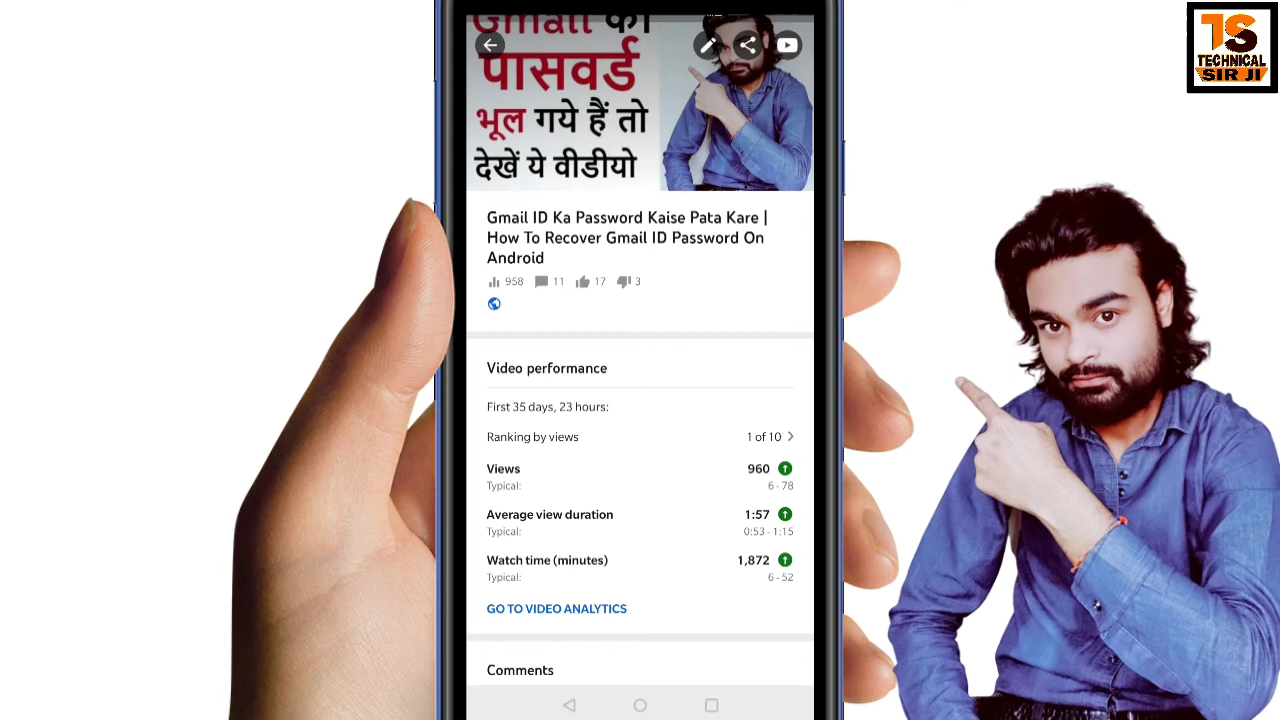 Gmail का
पासवर्ड
भूल गये हैं तो
देखें ये वीडीयो
TS
TECHNICAL
SIR JI
Gmail ID Ka Password Kaise Pata Kare |
How To Recover Gmail ID Password On
Android
958 11 17 3
Video performance
First 35 days, 23 hours:
Ranking by views 1 of 10
Views 960
Typical: 6 - 78
Average view duration 1:57
Typical: 0:53 - 1:15
Watch time (minutes) 1,872
Typical: 6 - 52
GO TO VIDEO ANALYTICS
Comments